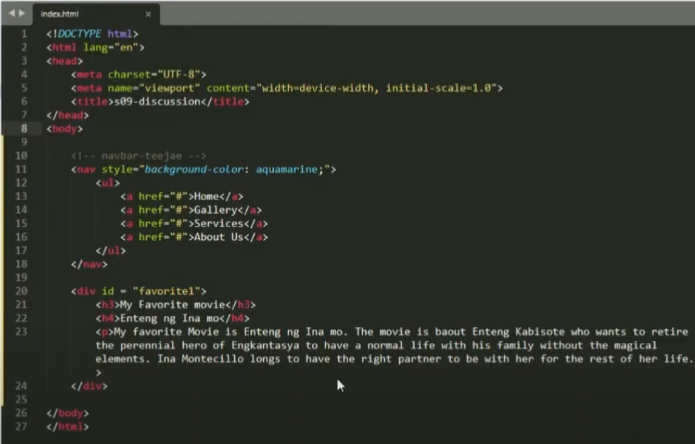 index.html
1 <!DOCTYPE html>
2 <html lang="en">
3 <head>
4 <meta charset="UTF-8">
5 <meta name="viewport" content="width=device-width, initial-scale=1.0">
6 <title>s09-discussion</title>
7 </head>
8 <body>
9
10 <!-- navbar-teejae -->
11 <nav style="background-color: aquamarine;">
12 <ul>
13 <a href="#">Home</a>
14 <a href="#">Gallery</a>
15 <a href="#">Services</a>
16 <a href="#">About Us</a>
17 </ul>
18 </nav>
19
20 <div id = "favorite1">
21 <h3>My Favorite movie</h3>
22 <h4>Enteng ng Ina mo</h4>
23 <p>My favorite Movie is Enteng ng Ina mo. The movie is baout Enteng Kabisote who wants to retire
the perennial hero of Engkantasya to have a normal life with his family without the magical
elements. Ina Montecillo longs to have the right partner to be with her for the rest of her life.
>
24 </div>
25
26 </body>
27 </html>